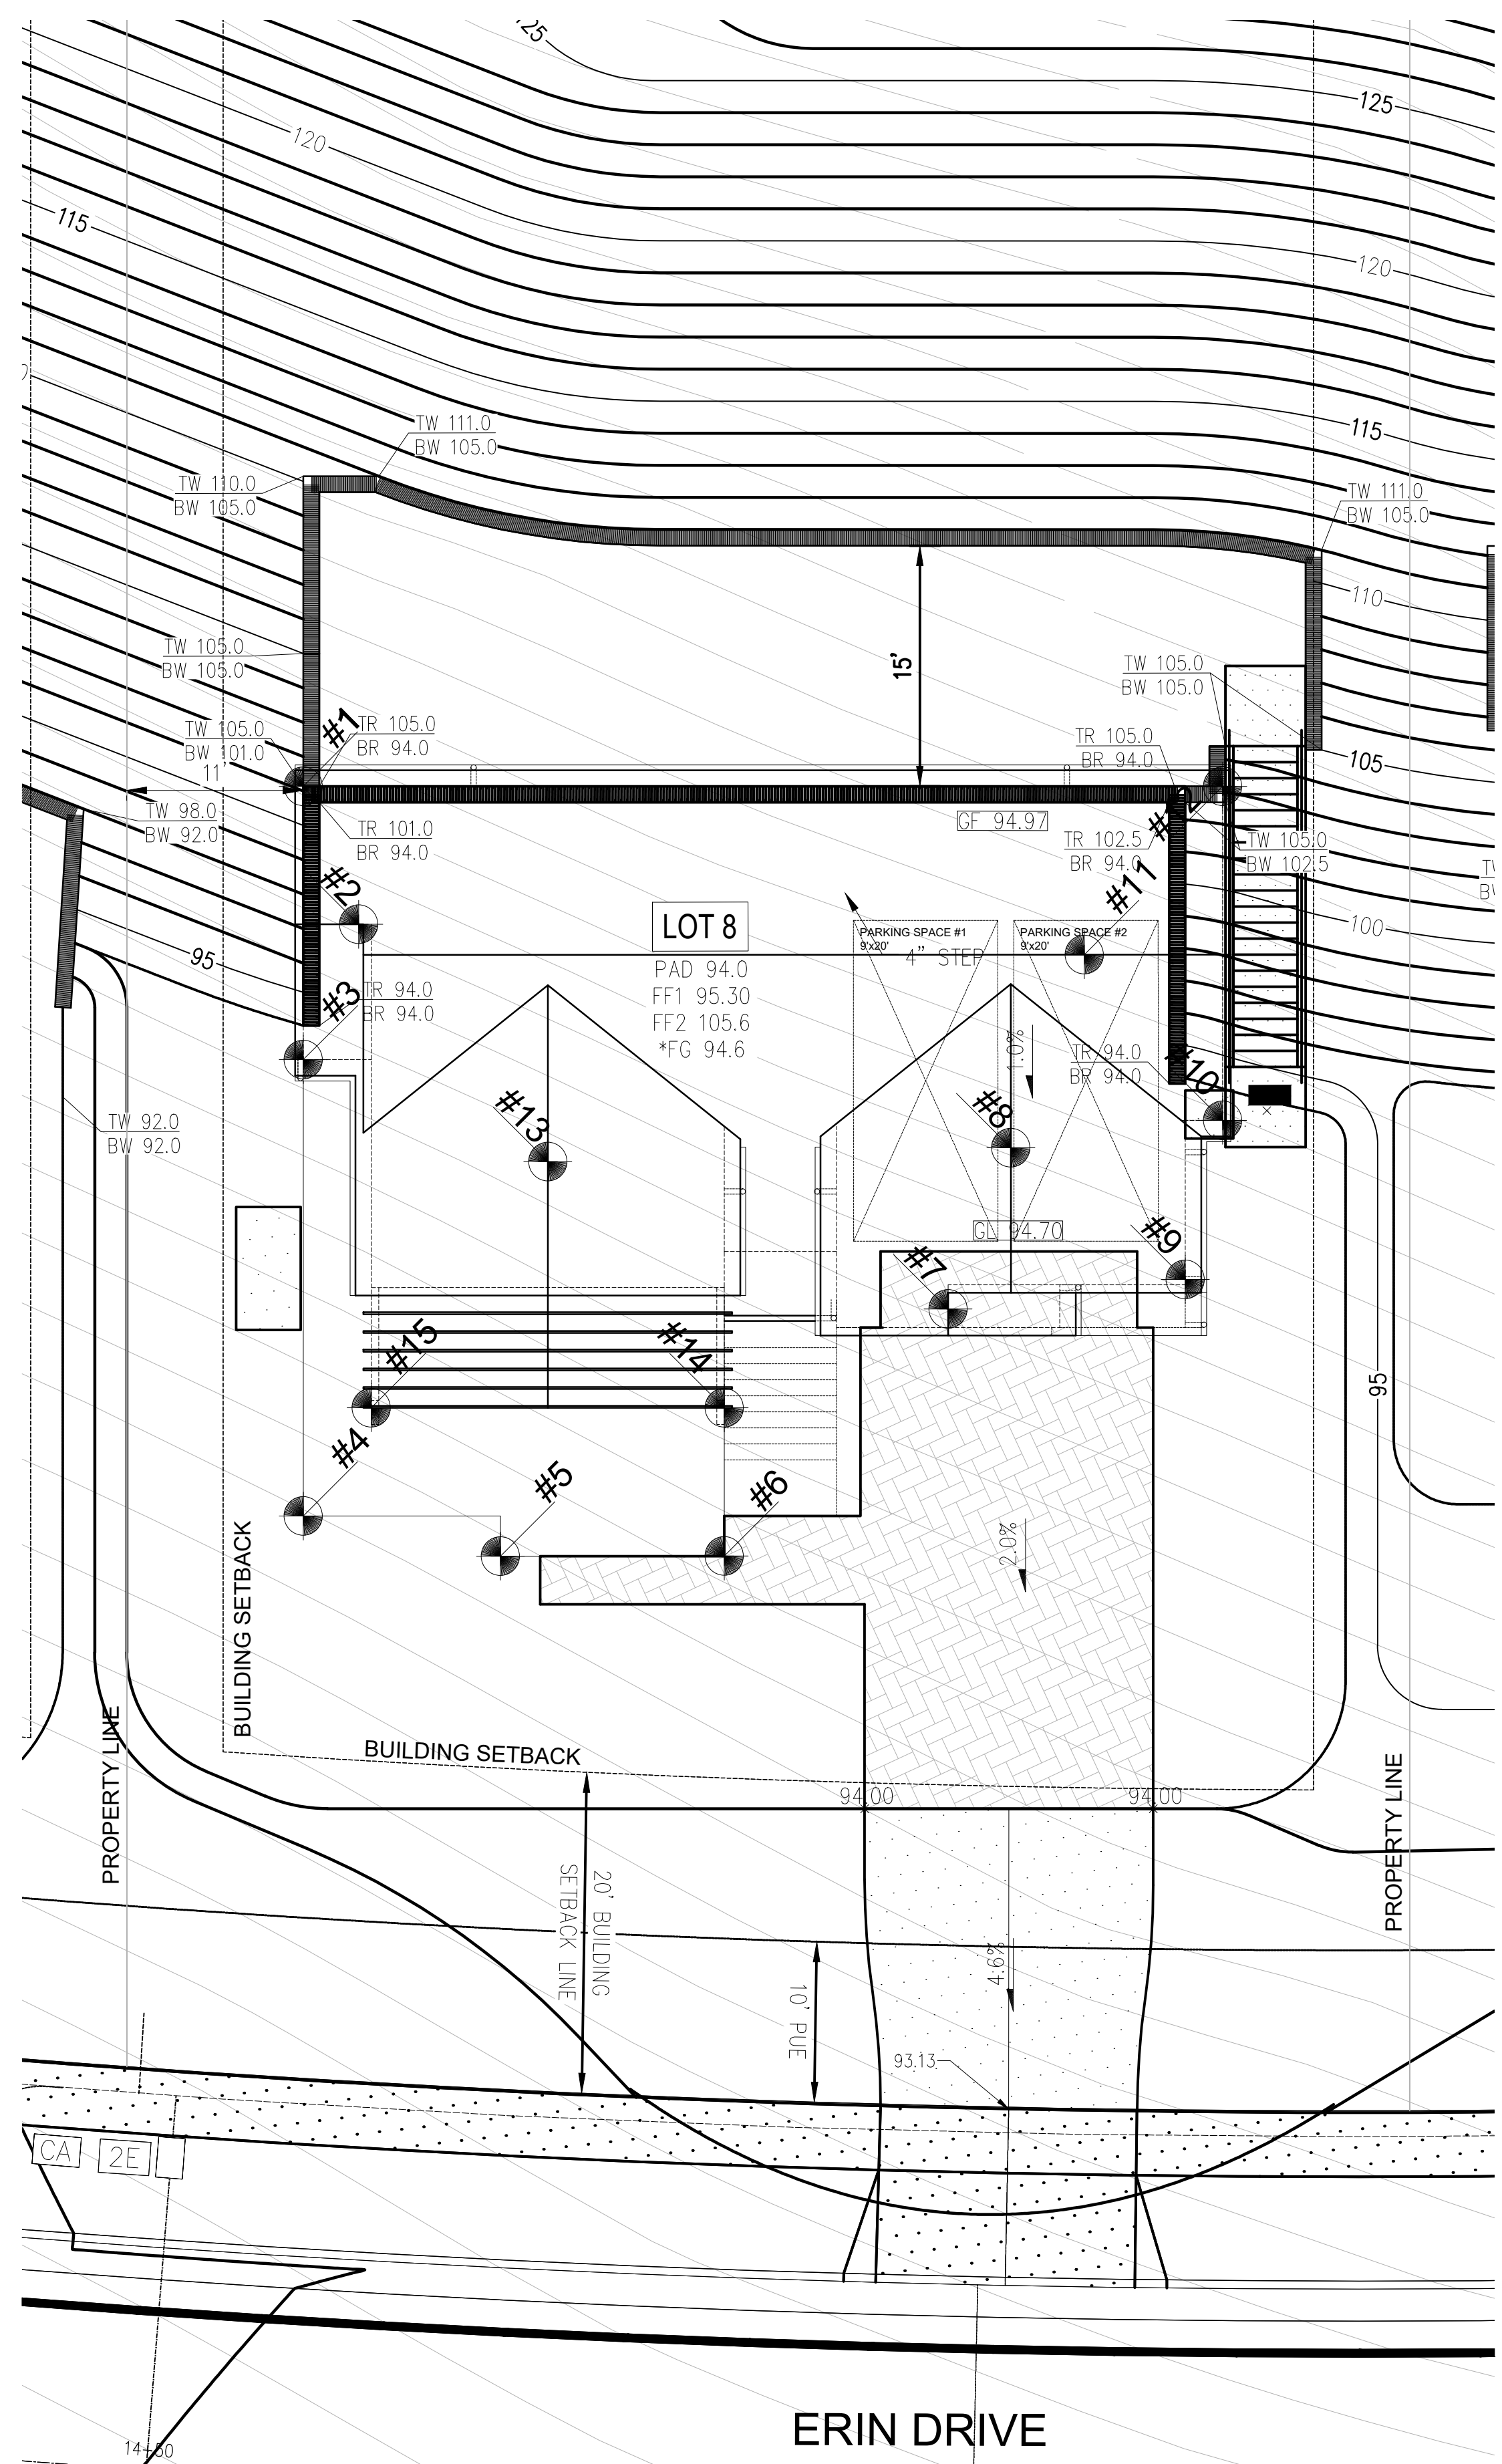 125
125
120
115
120
115
TW 111.0
BW 105.0
TW 110.0
BW 105.0
TW 111.0
BW 105.0
110
15'
TW 105.0
BW 105.0
TW 105.0
BW 105.0
#1
TR 105.0
BR 94.0
TW 105.0
BW 101.0
11'
TR 105.0
BR 94.0
105
TW 98.0
BW 92.0
TR 101.0
BR 94.0
GF 94.97
TR 102.5
BR 94.0
TW 105.0
BW 102.5
#2
#11
LOT 8
PARKING SPACE #1
9'x20'
PARKING SPACE #2
9'x20'
100
4" STEP
95
PAD 94.0
FF1 95.30
FF2 105.6
*FG 94.6
#3
TR 94.0
BR 94.0
1.0%
TR 94.0
BR 94.0
#10
TW 92.0
BW 92.0
#13
#8
GL 94.70
#9
#7
#15
#14
95
#4
#5
#6
2.0%
BUILDING SETBACK
BUILDING SETBACK
PROPERTY LINE
PROPERTY LINE
94.00
94.00
20' BUILDING
SETBACK LINE
4.6%
10' PUE
93.13
CA
2E
ERIN DRIVE
14+50